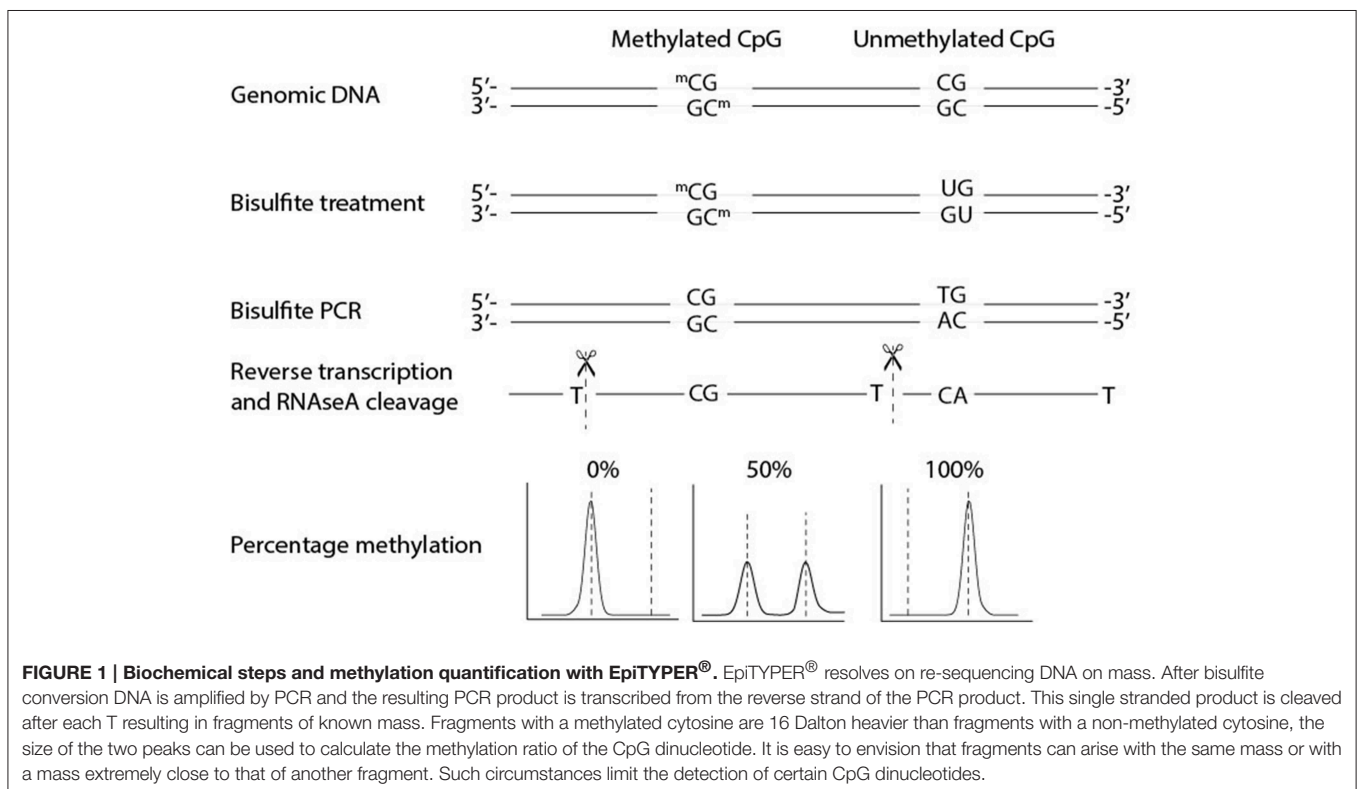 Methylated CpG Unmethylated CpG
Genomic DNA
5′- ᵐCG CG -3′
3′- GCᵐ GC -5′
Bisulfite treatment
5′- ᵐCG UG -3′
3′- GCᵐ GU -5′
Bisulfite PCR
5′- CG TG -3′
3′- GC AC -5′
Reverse transcription
and RNAseA cleavage
T CG T CA T
0% 50% 100%
Percentage methylation
FIGURE 1 | Biochemical steps and methylation quantification with EpiTYPER®. EpiTYPER® resolves on re-sequencing DNA on mass. After bisulfite
conversion DNA is amplified by PCR and the resulting PCR product is transcribed from the reverse strand of the PCR product. This single stranded product is cleaved
after each T resulting in fragments of known mass. Fragments with a methylated cytosine are 16 Dalton heavier than fragments with a non-methylated cytosine, the
size of the two peaks can be used to calculate the methylation ratio of the CpG dinucleotide. It is easy to envision that fragments can arise with the same mass or with
a mass extremely close to that of another fragment. Such circumstances limit the detection of certain CpG dinucleotides.